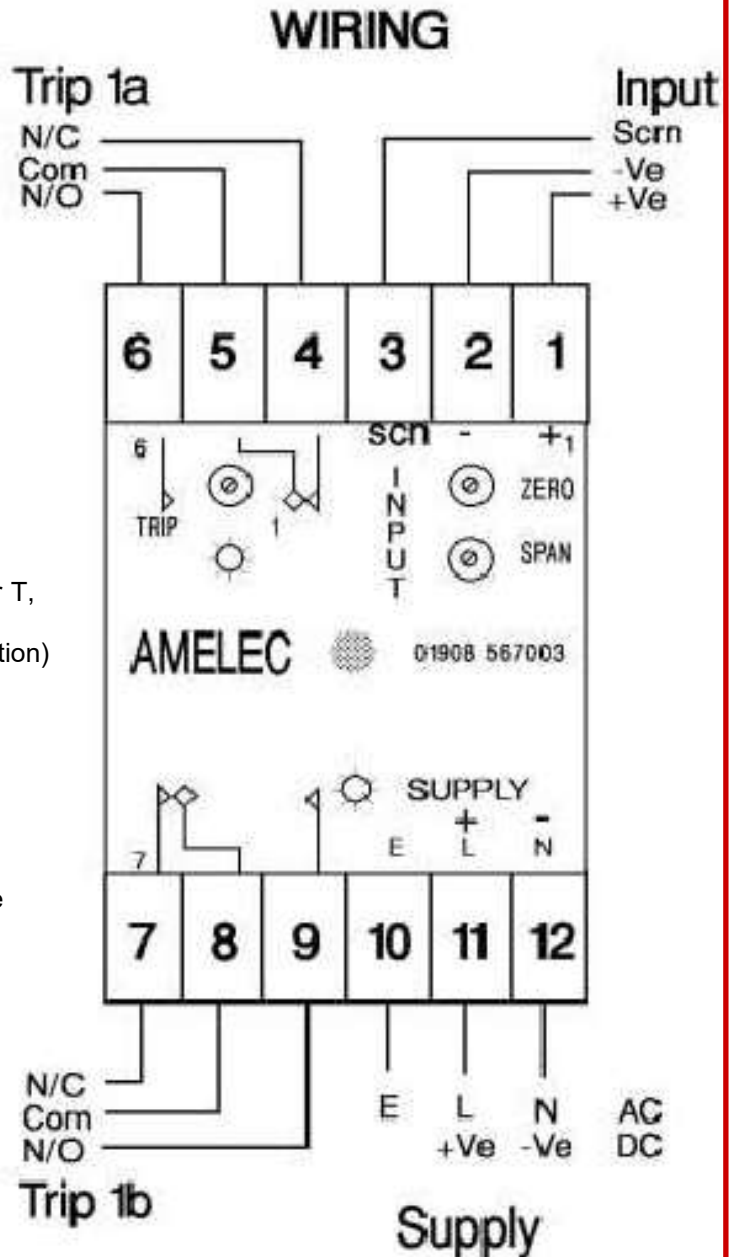 WIRING
Trip 1a
Input
N/C
Com
N/O
Scrn
-Ve
+Ve
6 5 4 3 2 1
6
TRIP
1
scn - +1
INPUT
ZERO
SPAN
r T,
tion)
AMELEC 01908 567003
SUPPLY
+ -
E L N
7
e
7 8 9 10 11 12
N/C
Com
N/O
Trip 1b
E L N AC
+Ve -Ve DC
Supply